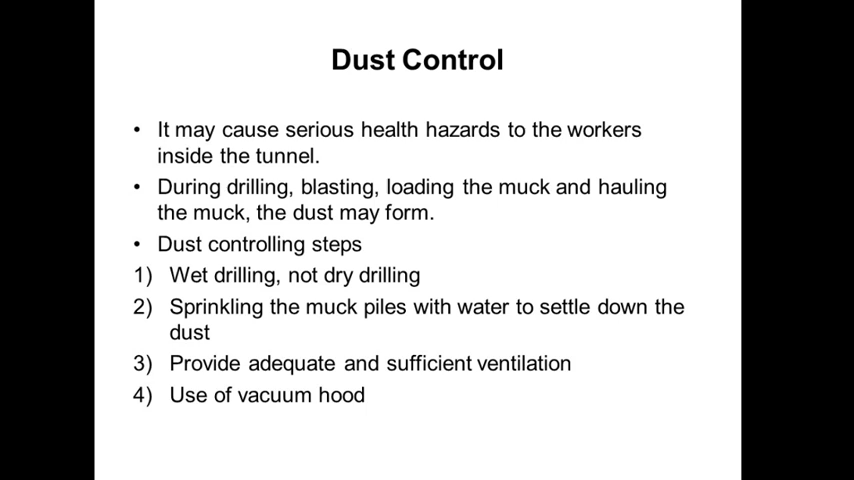 Dust Control
• It may cause serious health hazards to the workers
inside the tunnel.
• During drilling, blasting, loading the muck and hauling
the muck, the dust may form.
• Dust controlling steps
1) Wet drilling, not dry drilling
2) Sprinkling the muck piles with water to settle down the
dust
3) Provide adequate and sufficient ventilation
4) Use of vacuum hood